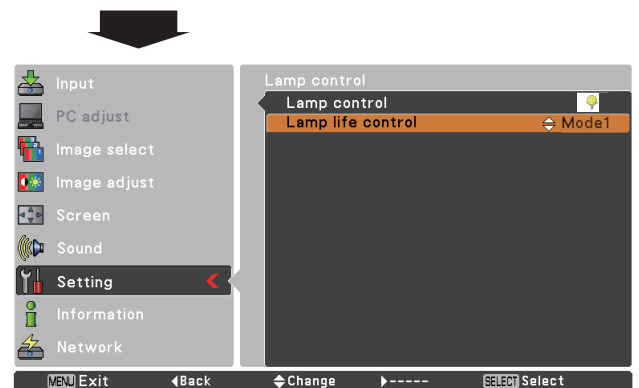 Input
PC adjust
Image select
Image adjust
Screen
Sound
Setting
Information
Network
Lamp control
Lamp control
Lamp life control Mode1
MENU Exit Back Change ----- SELECT Select